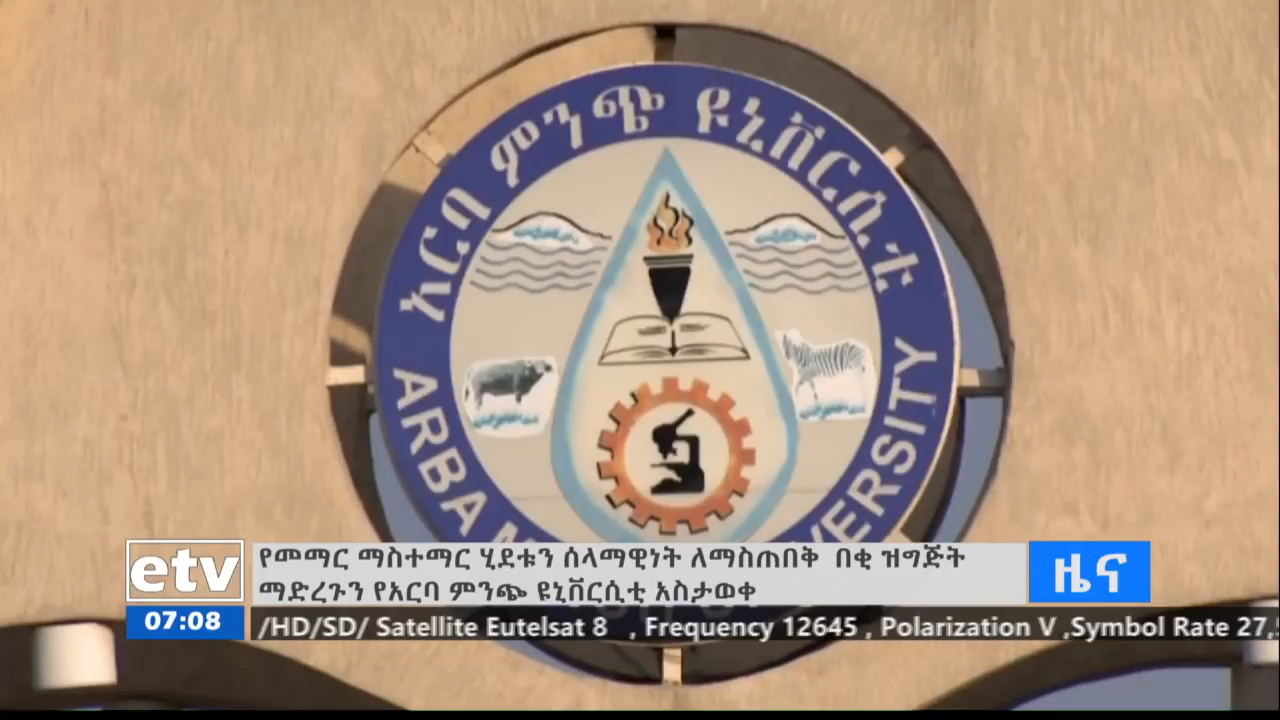 አርባ ምንጭ ዩኒቨርሲቲ
ARBA
etv
የመማር ማስተማር ሂደቱን ሰላማዊነት ለማስጠበቅ በቂ ዝግጅት
ማድረጉን የአርባ ምንጭ ዩኒቨርሲቲ አስታወቀ
ዜና
07:08
/HD/SD/ Satellite Eutelsat 8 , Frequency 12645 , Polarization V ,Symbol Rate 27,